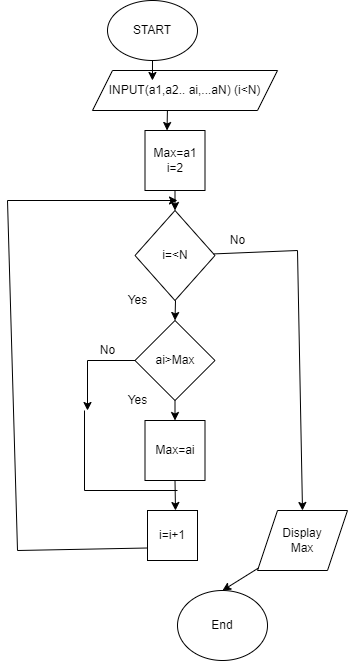 START
INPUT(a1,a2.. ai,...aN) (i<N)
Max=a1
i=2
i=<N
No
Yes
ai>Max
No
Yes
Max=ai
i=i+1
Display
Max
End